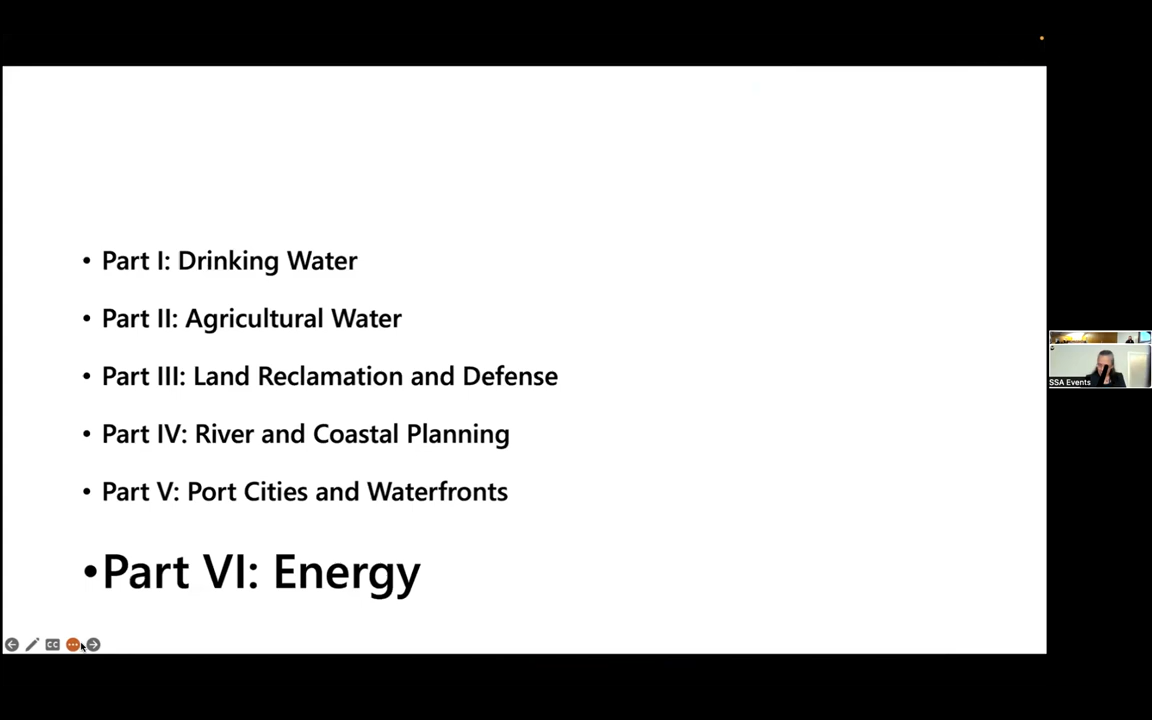 • Part I: Drinking Water
• Part II: Agricultural Water
• Part III: Land Reclamation and Defense
• Part IV: River and Coastal Planning
• Part V: Port Cities and Waterfronts
•Part VI: Energy
CC
SSA Events